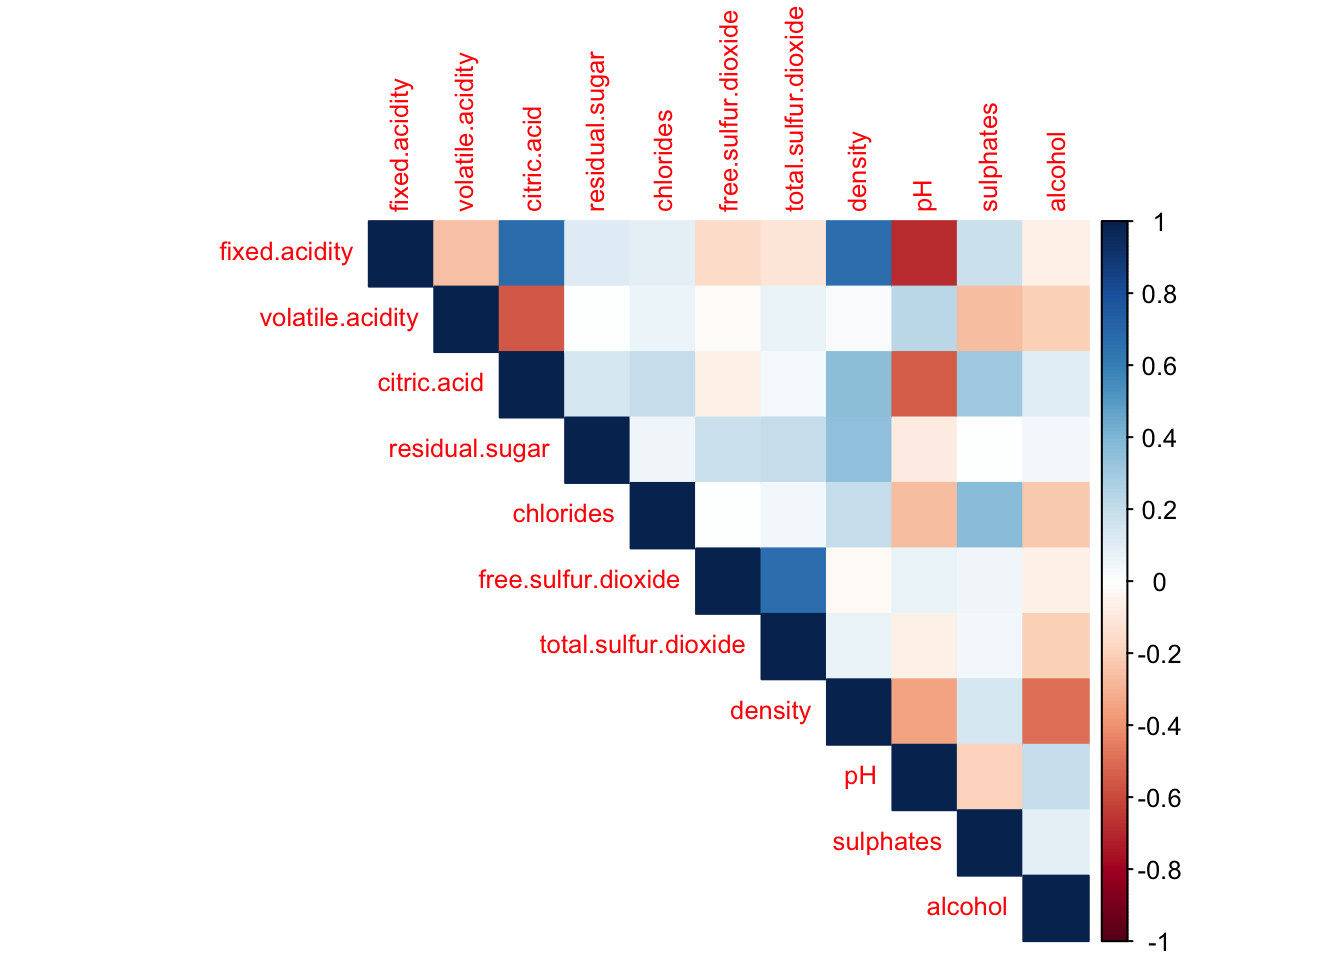 fixed.acidity
volatile.acidity
citric.acid
residual.sugar
chlorides
free.sulfur.dioxide
total.sulfur.dioxide
density
pH
sulphates
alcohol
fixed.acidity
volatile.acidity
citric.acid
residual.sugar
chlorides
free.sulfur.dioxide
total.sulfur.dioxide
density
pH
sulphates
alcohol
1
0.8
0.6
0.4
0.2
0
-0.2
-0.4
-0.6
-0.8
-1